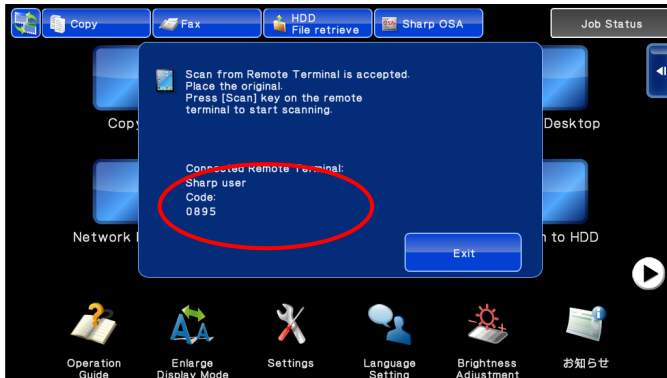 Copy
Fax
HDD
File retrieve
OSA
Sharp OSA
Job Status
Scan from Remote Terminal is accepted.
Place the original.
Press [Scan] key on the remote
terminal to start scanning.
Copy
Desktop
Connected Remote Terminal:
Sharp user
Code:
0895
Network
to HDD
Exit
Operation
Guide
Enlarge
Display Mode
Settings
Language
Setting
Brightness
Adjustment
お知らせ